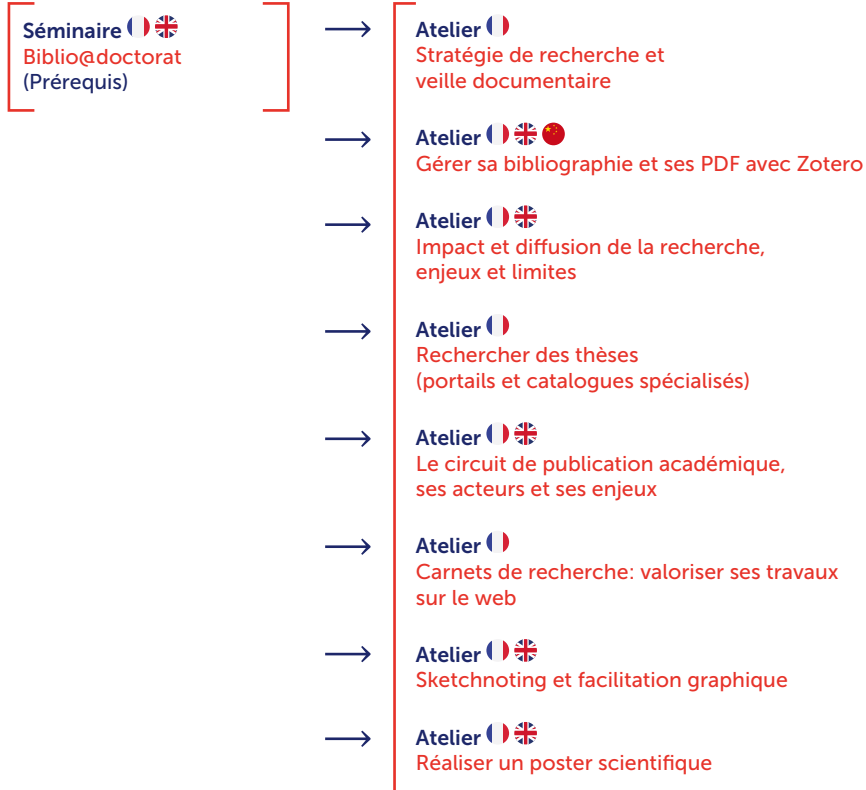 Séminaire
Biblio@doctorat
(Prérequis)
Atelier
Stratégie de recherche et
veille documentaire
Atelier
Gérer sa bibliographie et ses PDF avec Zotero
Atelier
Impact et diffusion de la recherche,
enjeux et limites
Atelier
Rechercher des thèses
(portails et catalogues spécialisés)
Atelier
Le circuit de publication académique,
ses acteurs et ses enjeux
Atelier
Carnets de recherche: valoriser ses travaux
sur le web
Atelier
Sketchnoting et facilitation graphique
Atelier
Réaliser un poster scientifique